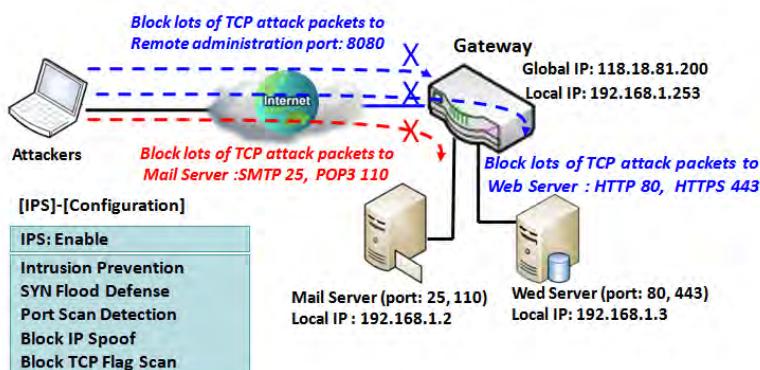 Block lots of TCP attack packets to
Remote administration port: 8080
Gateway
Global IP: 118.18.81.200
Local IP: 192.168.1.253
Internet
Attackers
Block lots of TCP attack packets to
Mail Server :SMTP 25, POP3 110
Block lots of TCP attack packets to
Web Server : HTTP 80, HTTPS 443
[IPS]-[Configuration]
IPS: Enable
Intrusion Prevention
SYN Flood Defense
Port Scan Detection
Block IP Spoof
Block TCP Flag Scan
Mail Server (port: 25, 110)
Local IP : 192.168.1.2
Wed Server (port: 80, 443)
Local IP: 192.168.1.3